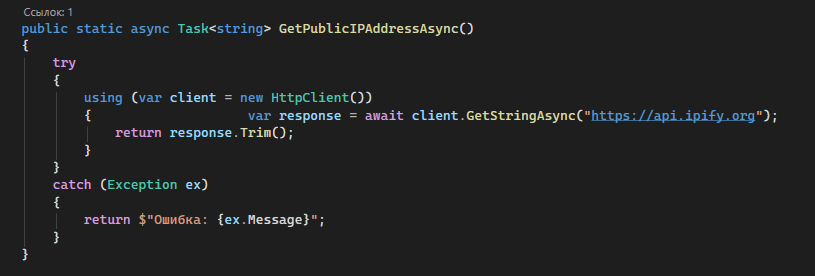 Ссылок: 1
public static async Task<string> GetPublicIPAddressAsync()
{
    try
    {
        using (var client = new HttpClient())
        {                    var response = await client.GetStringAsync("https://api.ipify.org");
            return response.Trim();
        }
    }
    catch (Exception ex)
    {
        return $"Ошибка: {ex.Message}";
    }
}